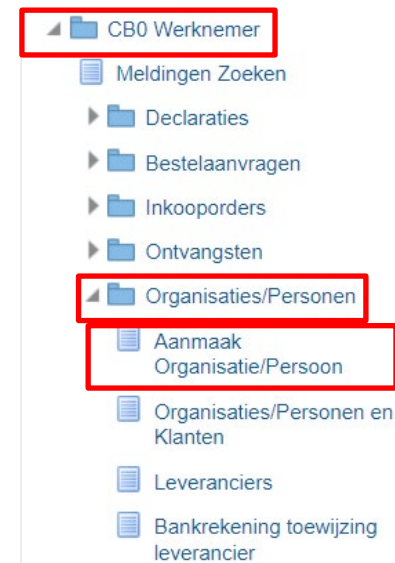 CB0 Werknemer
Meldingen Zoeken
Declaraties
Bestelaanvragen
Inkooporders
Ontvangsten
Organisaties/Personen
Aanmaak
Organisatie/Persoon
Organisaties/Personen en
Klanten
Leveranciers
Bankrekening toewijzing
leverancier